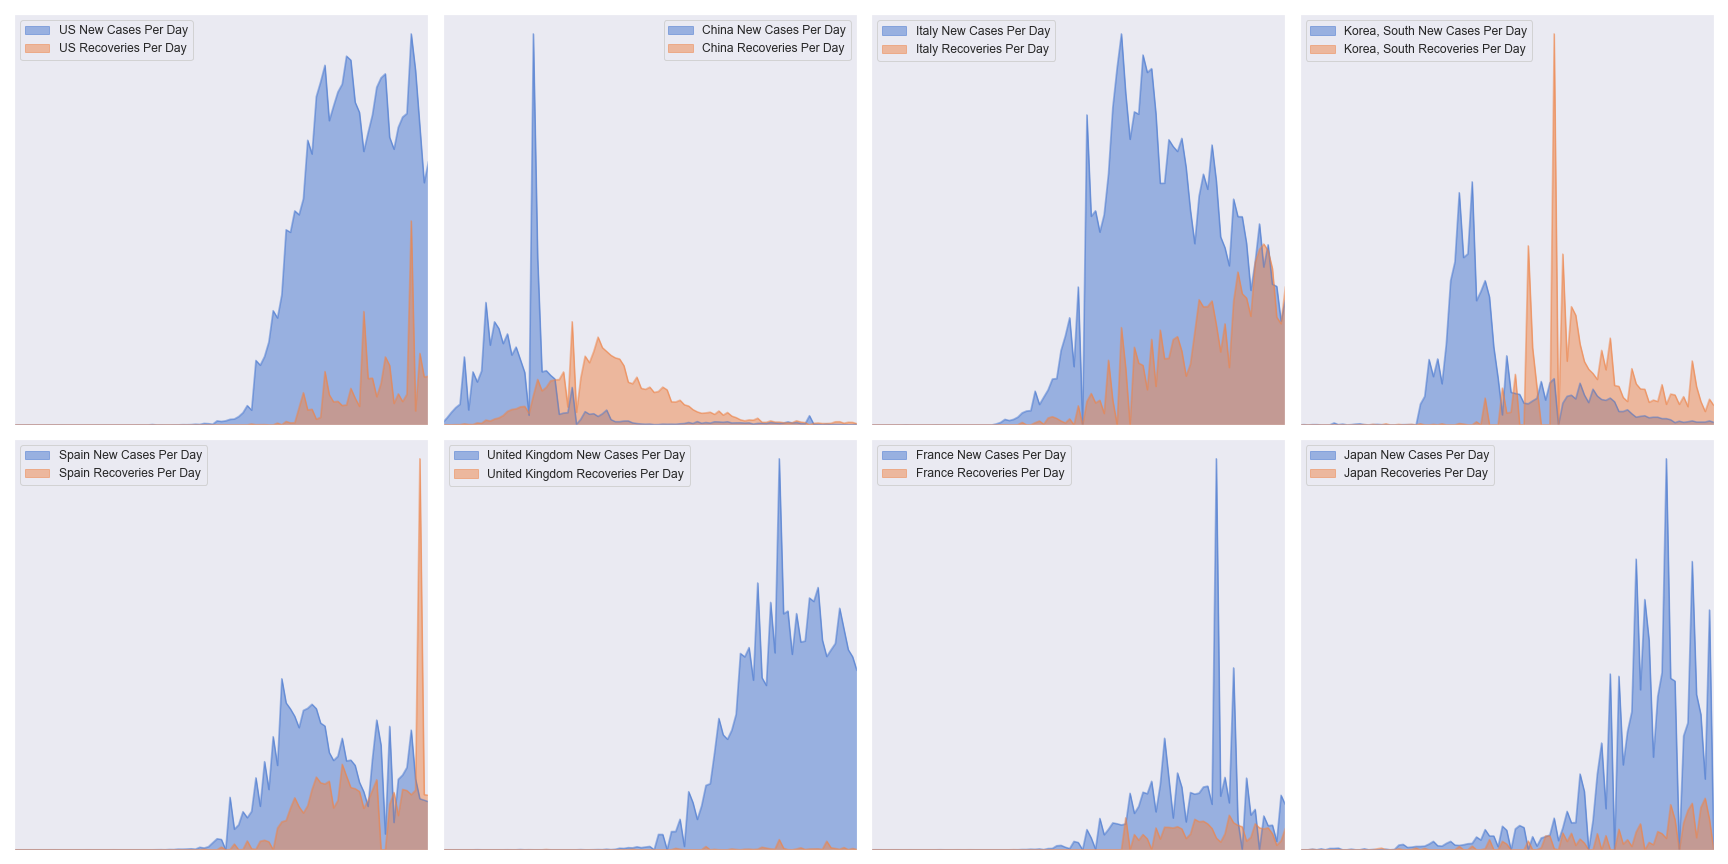 US New Cases Per Day
US Recoveries Per Day
China New Cases Per Day
China Recoveries Per Day
Italy New Cases Per Day
Italy Recoveries Per Day
Korea, South New Cases Per Day
Korea, South Recoveries Per Day
Spain New Cases Per Day
Spain Recoveries Per Day
United Kingdom New Cases Per Day
United Kingdom Recoveries Per Day
France New Cases Per Day
France Recoveries Per Day
Japan New Cases Per Day
Japan Recoveries Per Day